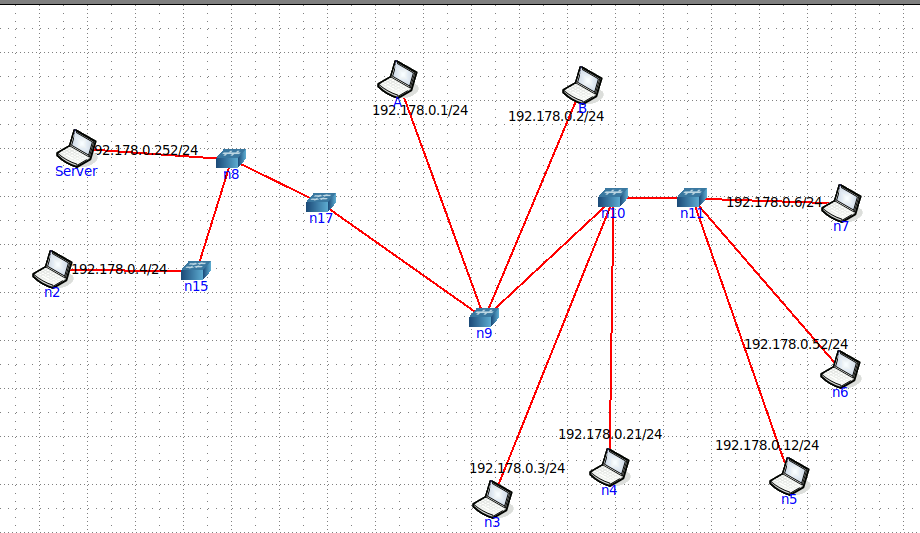 A
192.178.0.1/24
B
192.178.0.2/24
92.178.0.252/24
Server
n8
n17
n10
n11
192.178.0.6/24
n7
192.178.0.4/24
n2
n15
n9
192.178.0.52/24
n6
192.178.0.21/24
n4
192.178.0.12/24
n5
192.178.0.3/24
n3